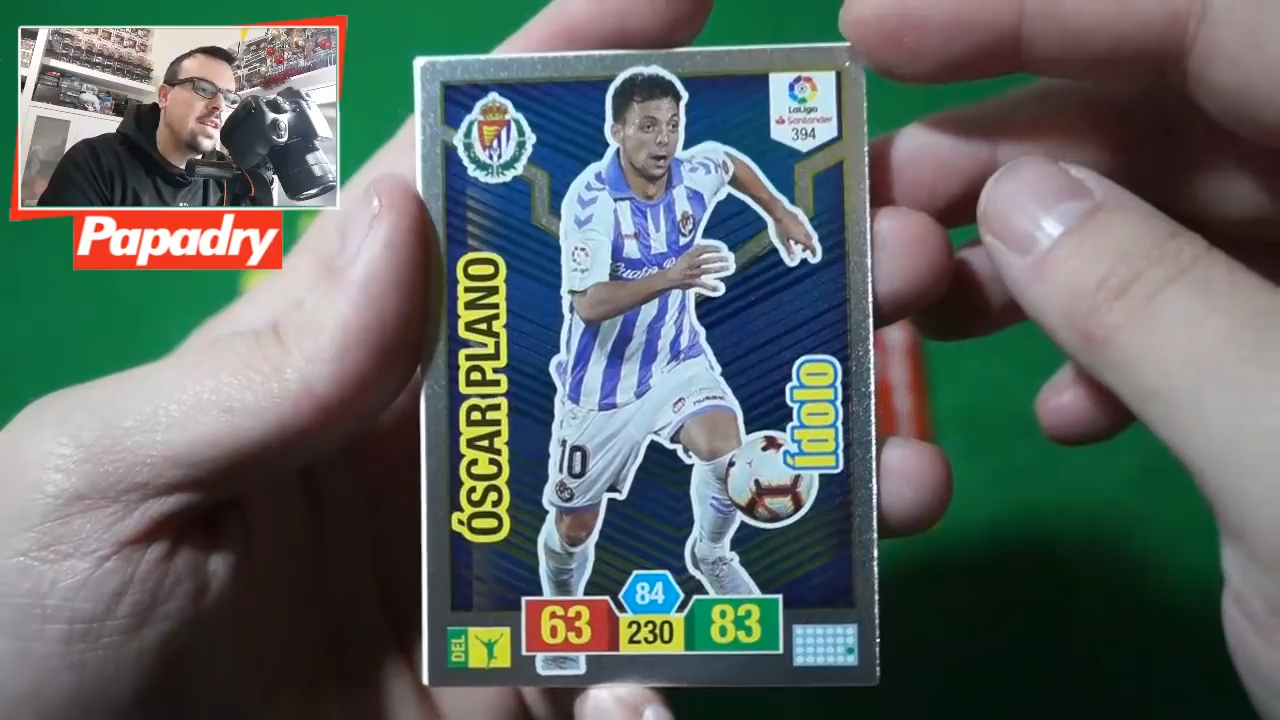 Papadry
LaLiga
Santander
394
ÓSCAR PLANO
Ídolo
10
84
63
230
83
DEL